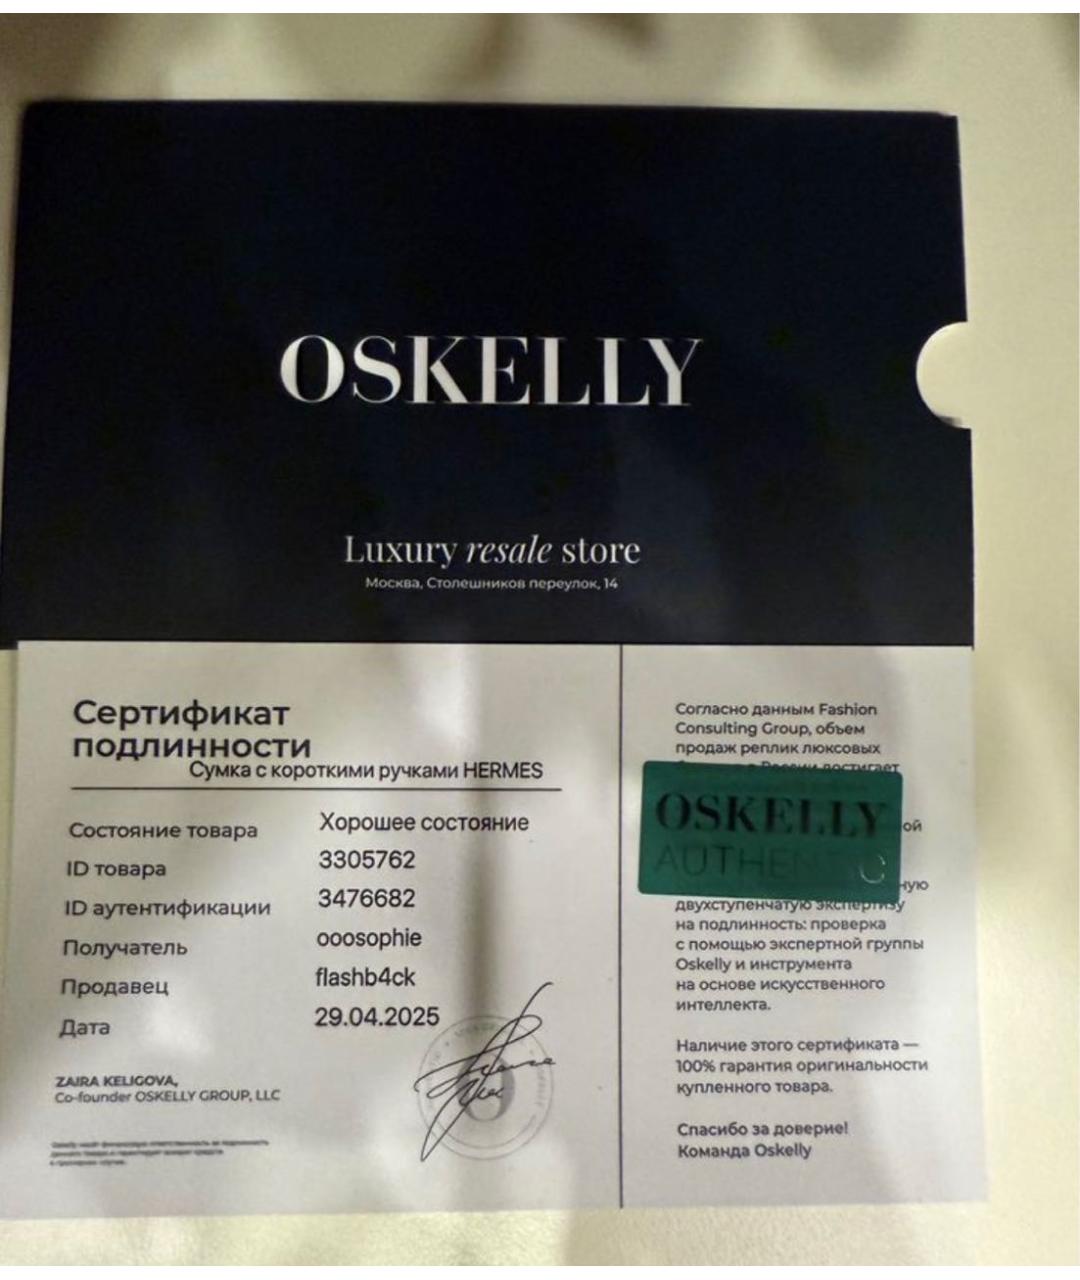 OSKELLY
Luxury resale store
Москва, Столешников переулок, 14
Сертификат
подлинности
Сумка с короткими ручками HERMES
Состояние товара Хорошее состояние
ID товара 3305762
ID аутентификации 3476682
Получатель ooosophie
Продавец flashb4ck
Дата 29.04.2025
ZAIRA KELIGOVA,
Co-founder OSKELLY GROUP, LLC
Согласно данным Fashion
Consulting Group, объем
продаж реплик люксовых
в России достигает
OSKELLY
AUTHENTIC
двухступенчатую экспертизу
на подлинность: проверка
с помощью экспертной группы
Oskelly и инструмента
на основе искусственного
интеллекта.
Наличие этого сертификата —
100% гарантия оригинальности
купленного товара.
Спасибо за доверие!
Команда Oskelly